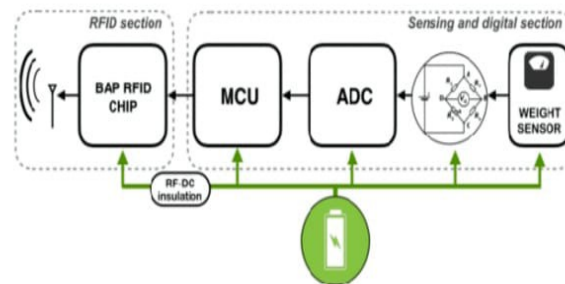 RFID section
Sensing and digital section
BAP RFID
CHIP
MCU
ADC
WEIGHT
SENSOR
RF-DC
insulation